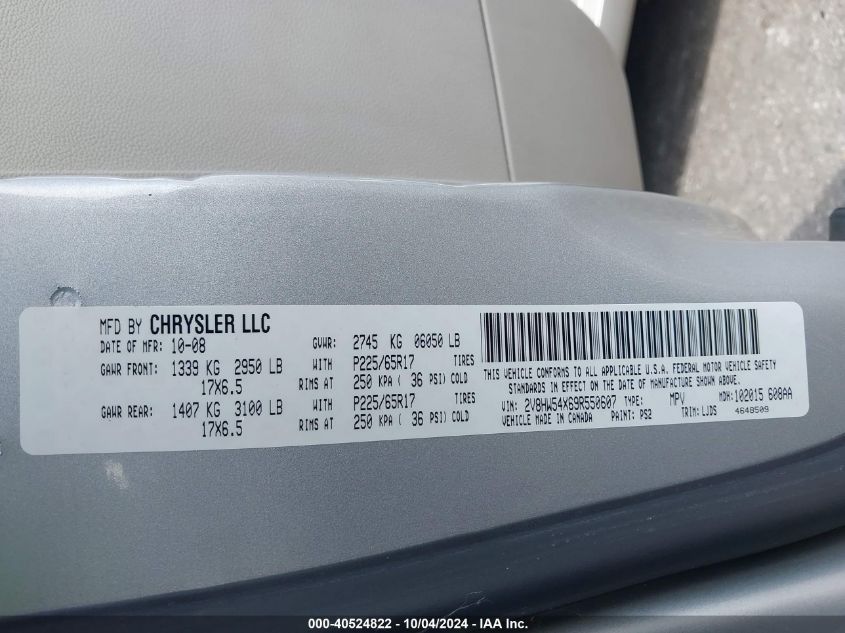 MFD BY CHRYSLER LLC
DATE OF MFR: 10-08 GVWR: 2745 KG 06050 LB
GAWR FRONT: 1339 KG 2950 LB WITH P225/65R17 TIRES
17X6.5 RIMS AT 250 KPA ( 36 PSI) COLD
GAWR REAR: 1407 KG 3100 LB WITH P225/65R17 TIRES
17X6.5 RIMS AT 250 KPA ( 36 PSI) COLD
THIS VEHICLE CONFORMS TO ALL APPLICABLE U.S.A. FEDERAL MOTOR VEHICLE SAFETY
STANDARDS IN EFFECT ON THE DATE OF MANUFACTURE SHOWN ABOVE.
VIN: 2V8HW54X69R550607 TYPE: MPV MDH:102015 608AA
VEHICLE MADE IN CANADA PAINT: PS2 TRIM: LJDS 4648509
000-40524822 - 10/04/2024 - IAA Inc.